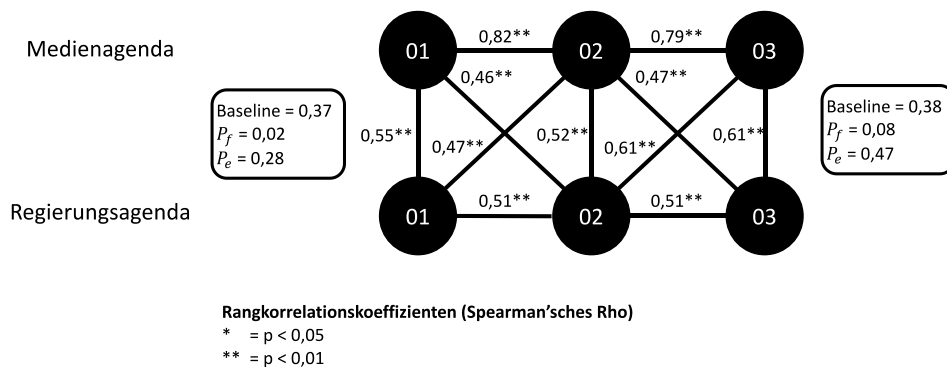 Medienagenda
01
0,82**
02
0,79**
03
0,46**
0,47**
Baseline = 0,37
P_f = 0,02
P_e = 0,28
0,55**
0,47**
0,52**
0,61**
0,61**
Baseline = 0,38
P_f = 0,08
P_e = 0,47
Regierungsagenda
01
0,51**
02
0,51**
03
Rangkorrelationskoeffizienten (Spearman’sches Rho)
* = p < 0,05
** = p < 0,01